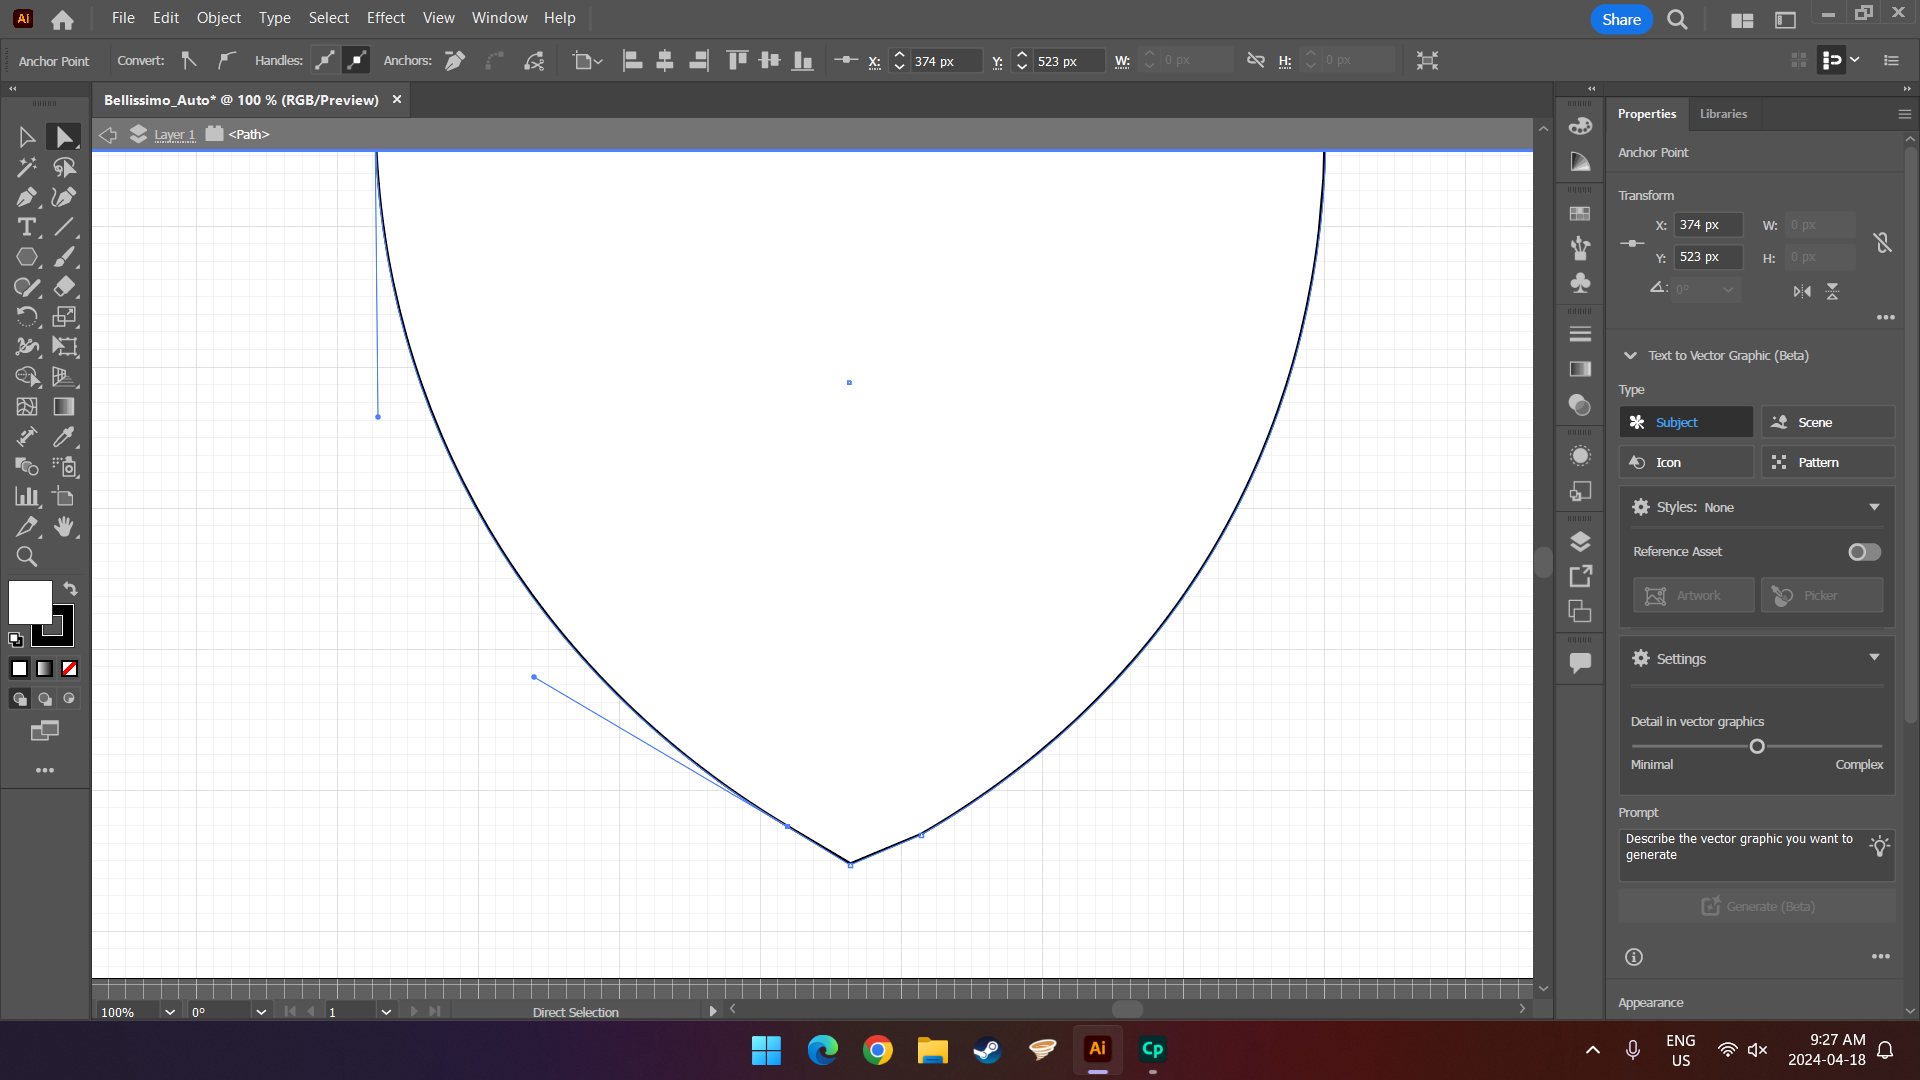 Ai File Edit Object Type Select Effect View Window Help Share
Anchor Point Convert: Handles: Anchors: X: 374 px Y: 523 px W: 0 px H: 0 px
Bellissimo_Auto* @ 100 % (RGB/Preview) ×
Layer 1 <Path>
Properties Libraries
Anchor Point
Transform
X: 374 px W: 0 px
Y: 523 px H: 0 px
0°
Text to Vector Graphic (Beta)
Type
Subject Scene
Icon Pattern
Styles: None
Reference Asset
Artwork Picker
Settings
Detail in vector graphics
Minimal Complex
Prompt
Describe the vector graphic you want to
generate
Generate (Beta)
Appearance
100% 0° 1 Direct Selection
Ai Cp
ENG
US
9:27 AM
2024-04-18